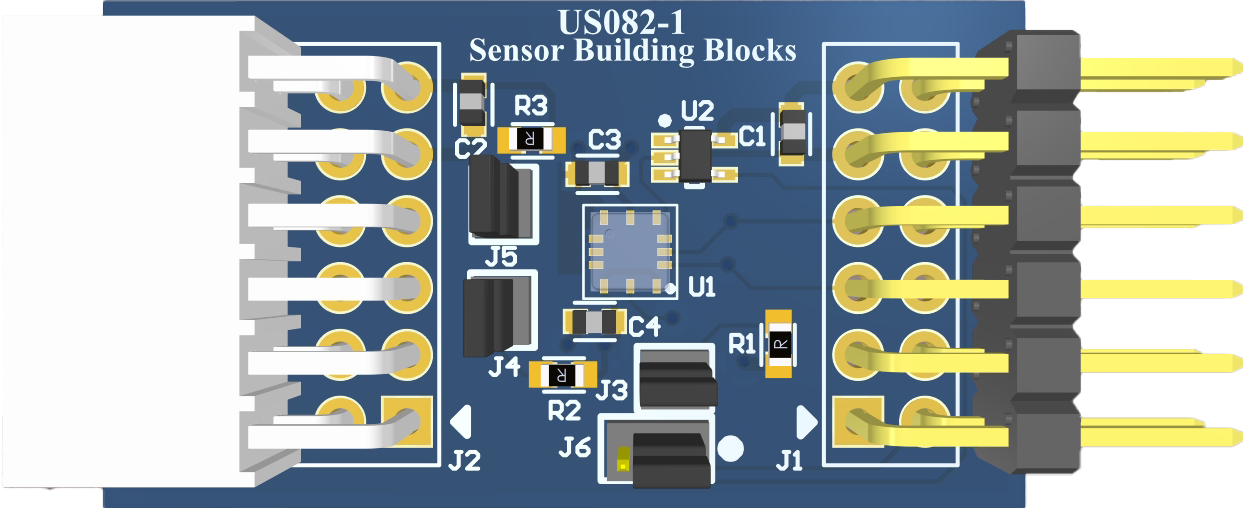 US082-1
Sensor Building Blocks
R3
U2
C3
C1
C2
J5
U1
C4
R1
R
J4
R
J3
R2
J6
J2
J1
R